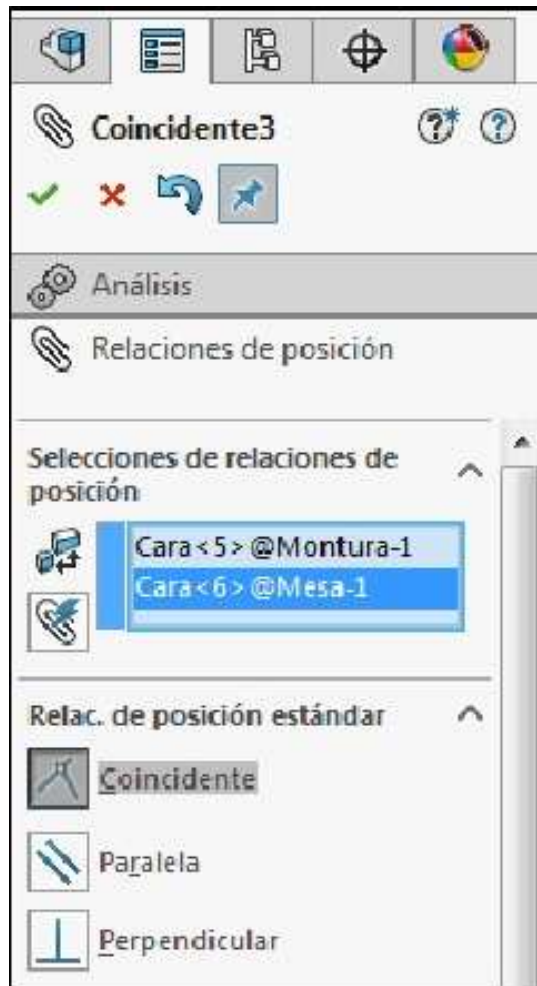 Coincidente3
Análisis
Relaciones de posición
Selecciones de relaciones de
posición
Cara<5>@Montura-1
Cara<6>@Mesa-1
Relac. de posición estándar
Coincidente
Paralela
Perpendicular